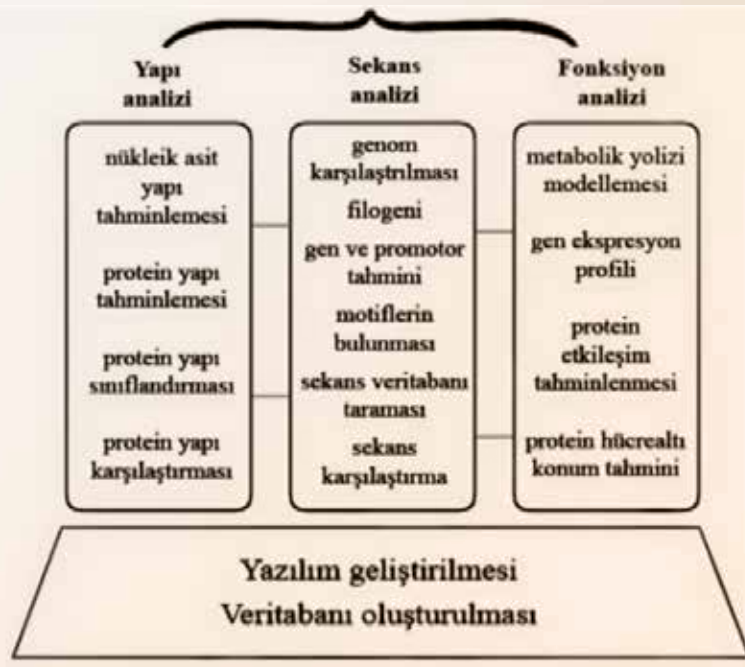 Yapı
analizi
nükleik asit
yapı
tahminlemesi
protein yapı
tahminlemesi
protein yapı
sınıflandırması
protein yapı
karşılaştırması
Sekans
analizi
genom
karşılaştrılması
filogeni
gen ve promotor
tahmini
motiflerin
bulunması
sekans veritabanı
taraması
sekans
karşılaştırma
Fonksiyon
analizi
metabolik yolizi
modellemesi
gen ekspresyon
profili
protein
etkileşim
tahminlenmesi
protein hücrealtı
konum tahmini
Yazılım geliştirilmesi
Veritabanı oluşturulması